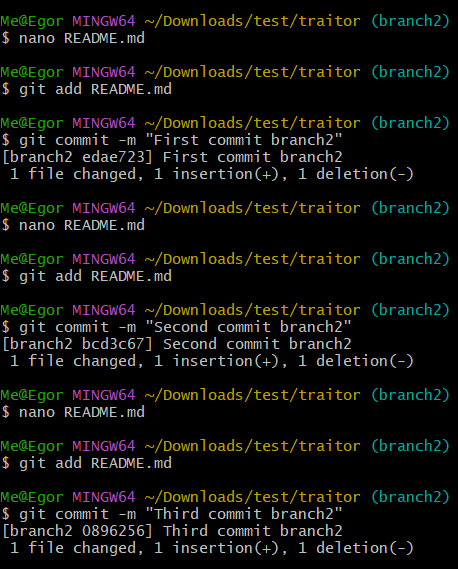 Me@Egor MINGW64 ~/Downloads/test/traitor (branch2)
$ nano README.md
Me@Egor MINGW64 ~/Downloads/test/traitor (branch2)
$ git add README.md
Me@Egor MINGW64 ~/Downloads/test/traitor (branch2)
$ git commit -m "First commit branch2"
[branch2 edae723] First commit branch2
 1 file changed, 1 insertion(+), 1 deletion(-)
Me@Egor MINGW64 ~/Downloads/test/traitor (branch2)
$ nano README.md
Me@Egor MINGW64 ~/Downloads/test/traitor (branch2)
$ git add README.md
Me@Egor MINGW64 ~/Downloads/test/traitor (branch2)
$ git commit -m "Second commit branch2"
[branch2 bcd3c67] Second commit branch2
 1 file changed, 1 insertion(+), 1 deletion(-)
Me@Egor MINGW64 ~/Downloads/test/traitor (branch2)
$ nano README.md
Me@Egor MINGW64 ~/Downloads/test/traitor (branch2)
$ git add README.md
Me@Egor MINGW64 ~/Downloads/test/traitor (branch2)
$ git commit -m "Third commit branch2"
[branch2 0896256] Third commit branch2
 1 file changed, 1 insertion(+), 1 deletion(-)